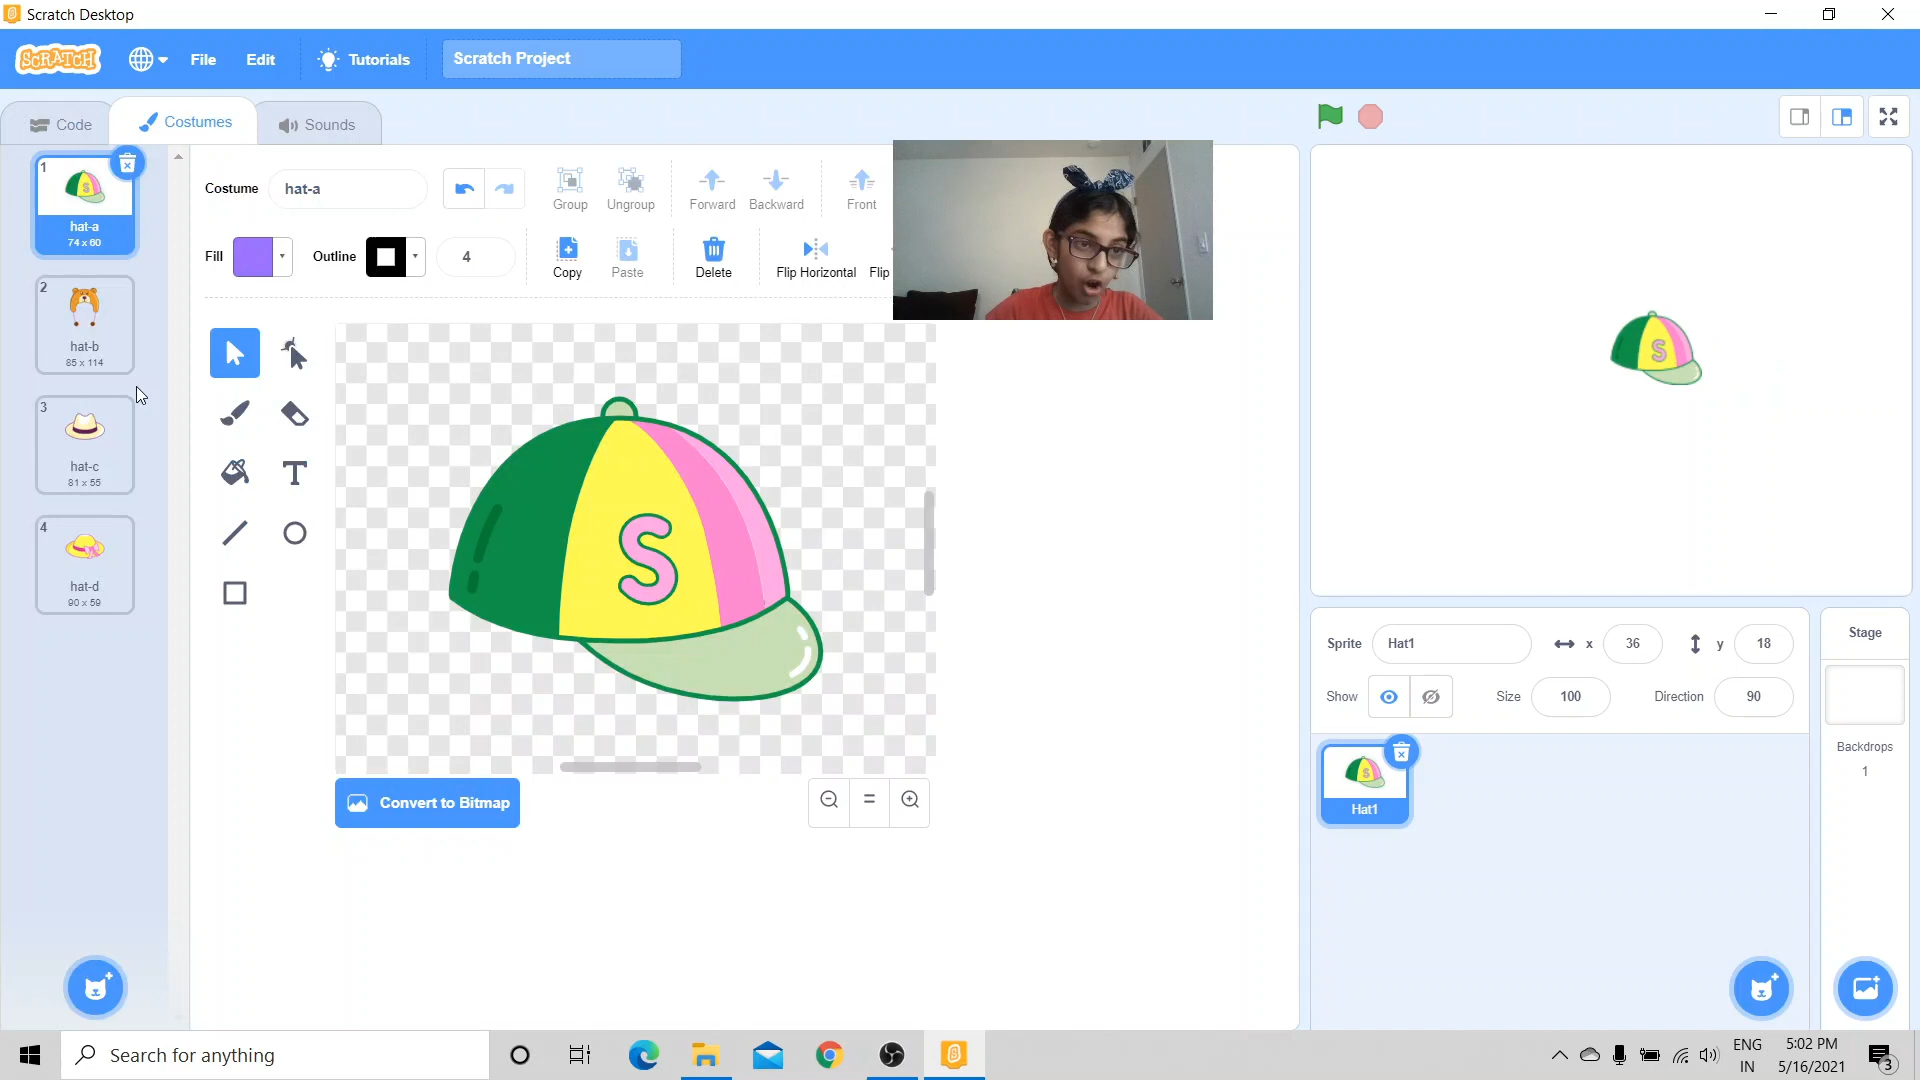 Scratch Desktop
SCRATCH
File
Edit
Tutorials
Scratch Project
Code
Costumes
Sounds
1
S
hat-a
74 x 60
2
hat-b
85 x 114
3
hat-c
81 x 55
4
hat-d
90 x 59
Costume
hat-a
Group
Ungroup
Forward
Backward
Front
Fill
Outline
4
Copy
Paste
Delete
Flip Horizontal
Flip
T
S
Convert to Bitmap
S
Sprite
Hat1
x
36
y
18
Show
Size
100
Direction
90
S
Hat1
Stage
Backdrops
1
Search for anything
ENG
IN
5:02 PM
5/16/2021
3